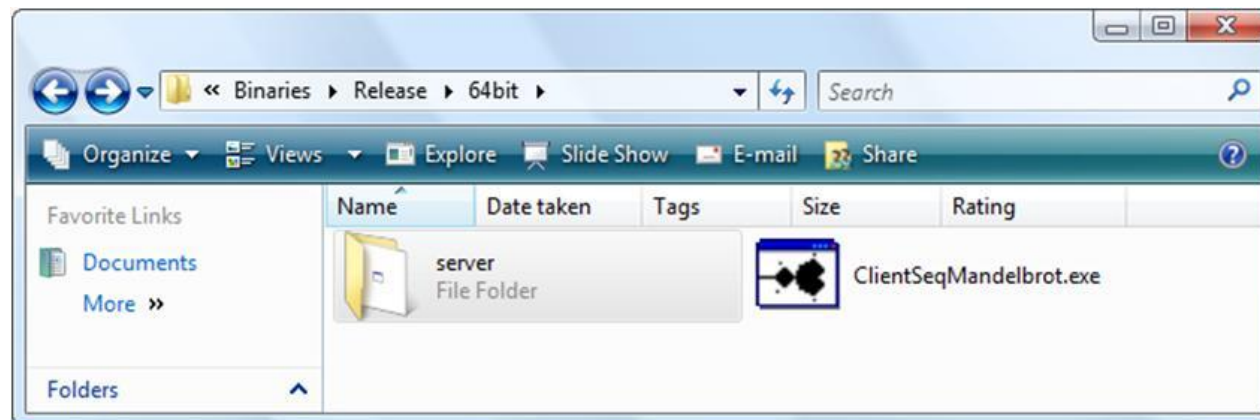 « Binaries ▸ Release ▸ 64bit ▸ Search
Organize Views Explore Slide Show E-mail Share
Favorite Links
Documents
More »
Folders
Name Date taken Tags Size Rating
server
File Folder
ClientSeqMandelbrot.exe